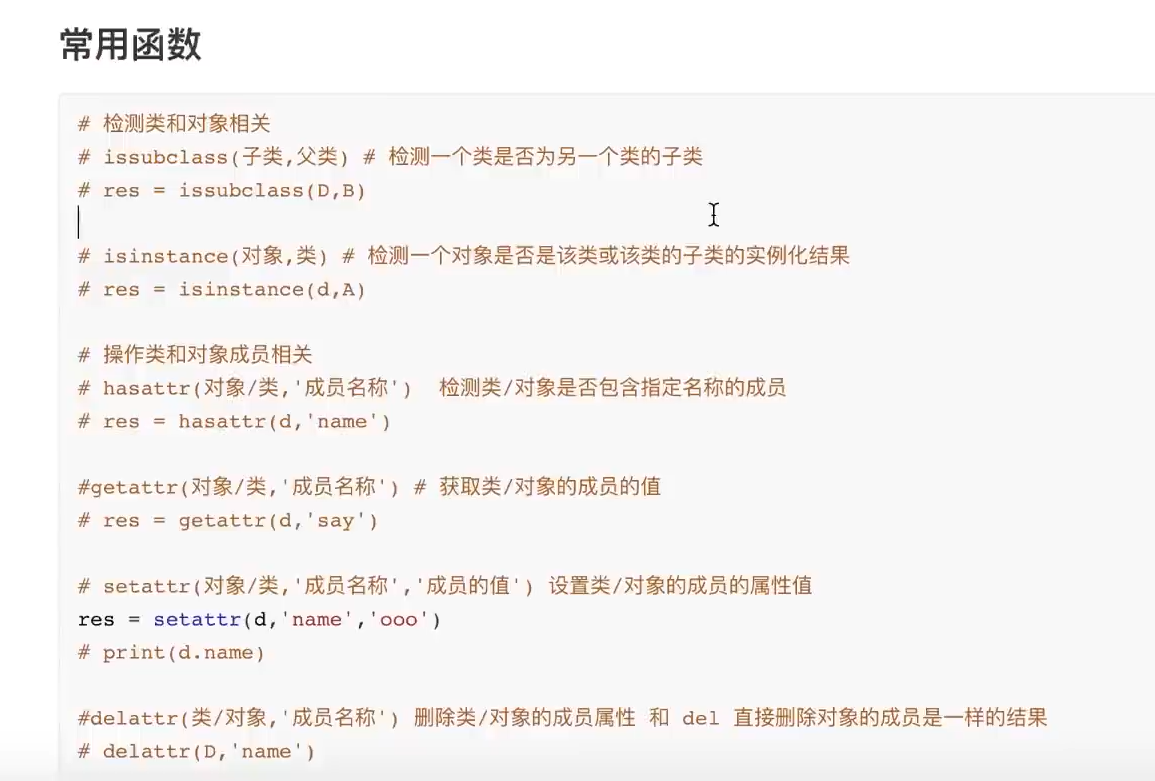 常用函数
# 检测类和对象相关
# issubclass(子类,父类) # 检测一个类是否为另一个类的子类
# res = issubclass(D,B)
# isinstance(对象,类) # 检测一个对象是否是该类或该类的子类的实例化结果
# res = isinstance(d,A)
# 操作类和对象成员相关
# hasattr(对象/类,'成员名称')  检测类/对象是否包含指定名称的成员
# res = hasattr(d,'name')
#getattr(对象/类,'成员名称') # 获取类/对象的成员的值
# res = getattr(d,'say')
# setattr(对象/类,'成员名称','成员的值') 设置类/对象的成员的属性值
res = setattr(d,'name','ooo')
# print(d.name)
#delattr(类/对象,'成员名称') 删除类/对象的成员属性 和 del 直接删除对象的成员是一样的结果
# delattr(D,'name')